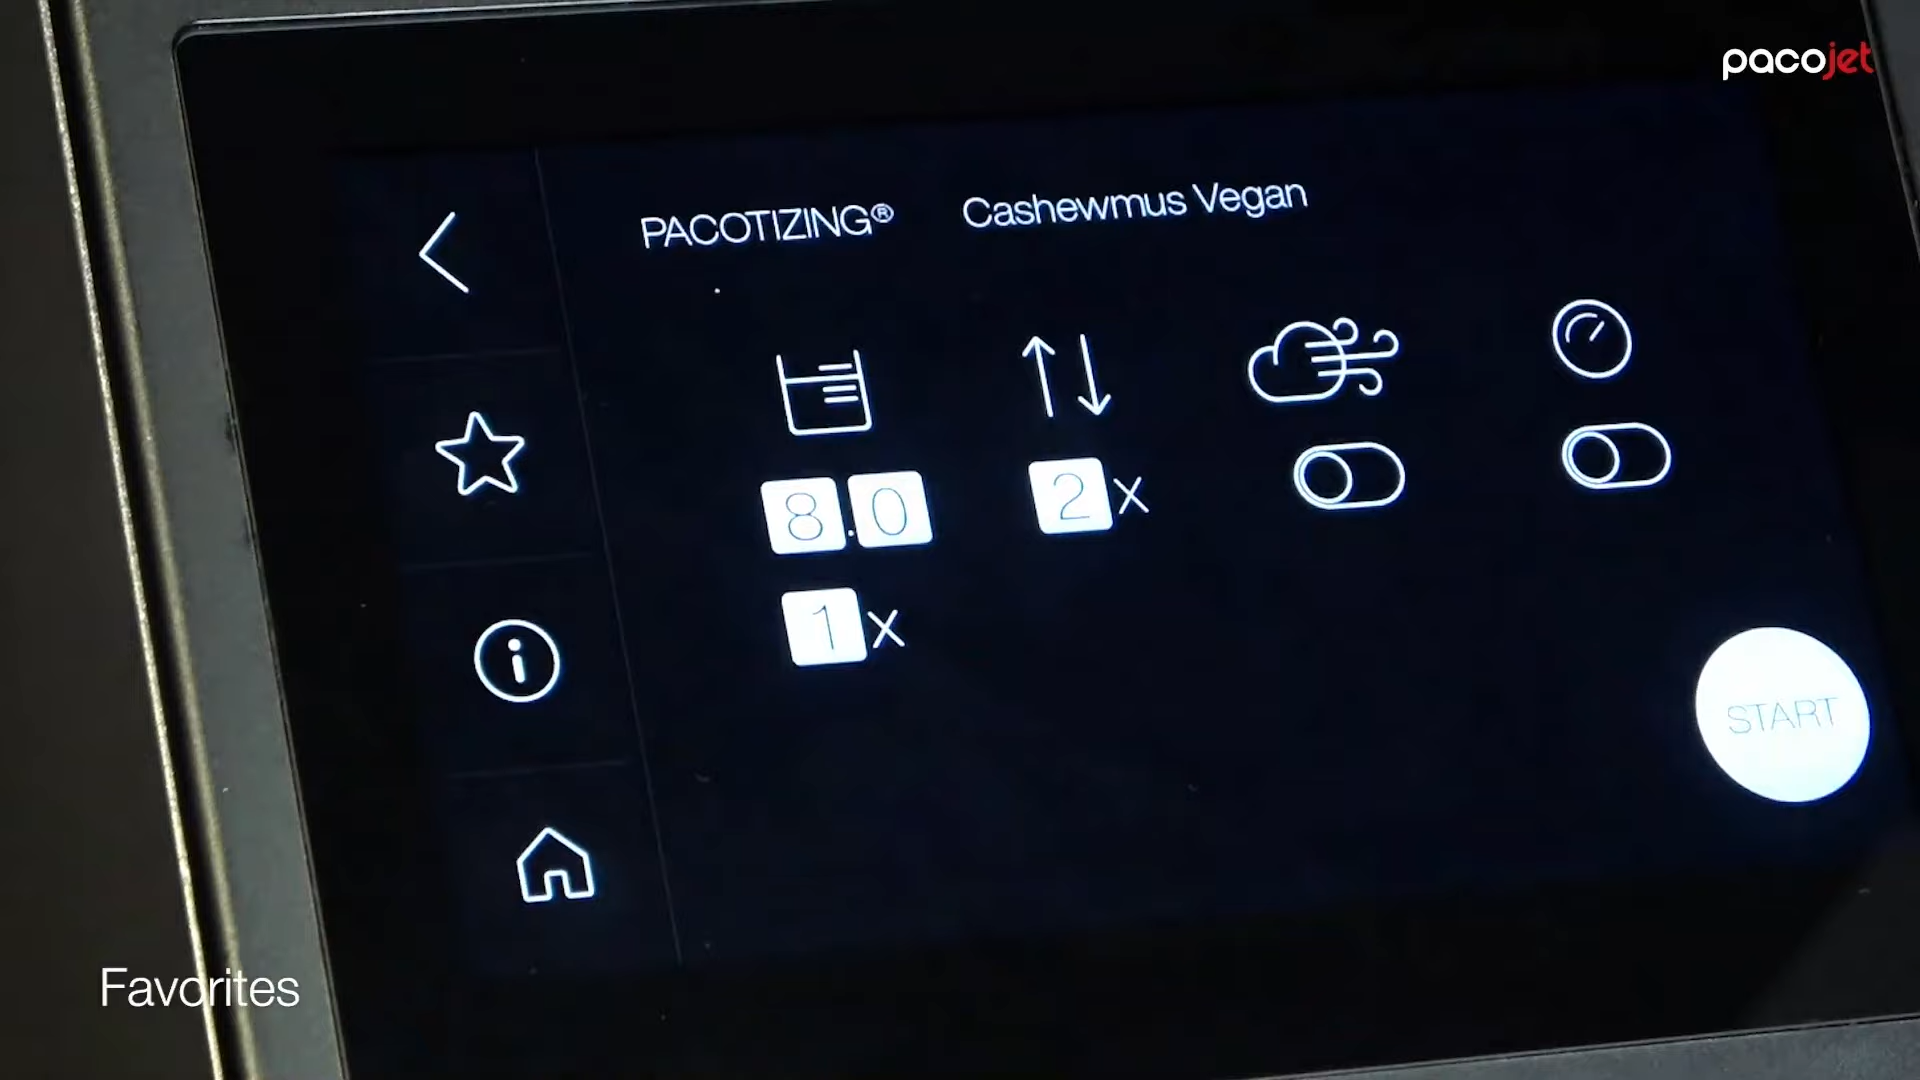 pacojet
PACOTIZING® Cashewmus Vegan
8.0 2x
1x
START
Favorites